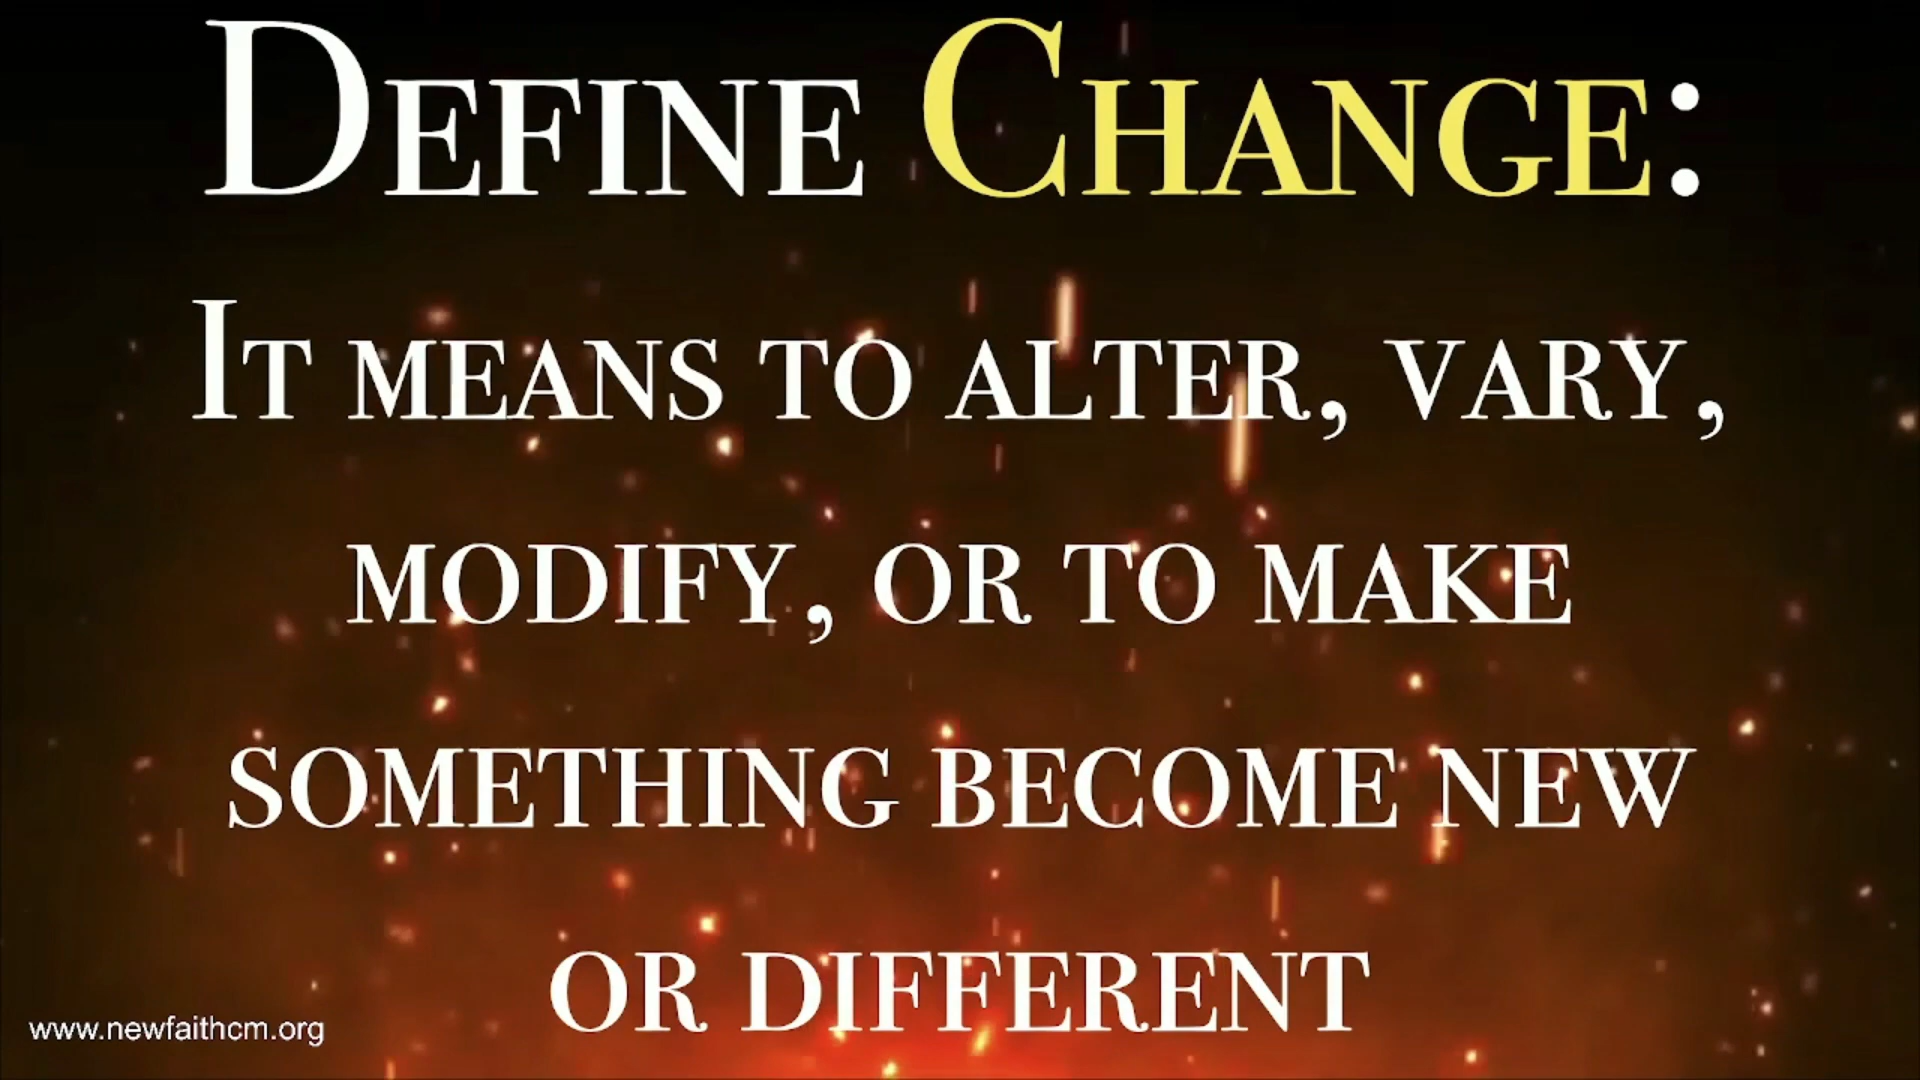 Define Change:
It means to alter, vary,
modify, or to make
something become new
or different
www.newfaithcm.org